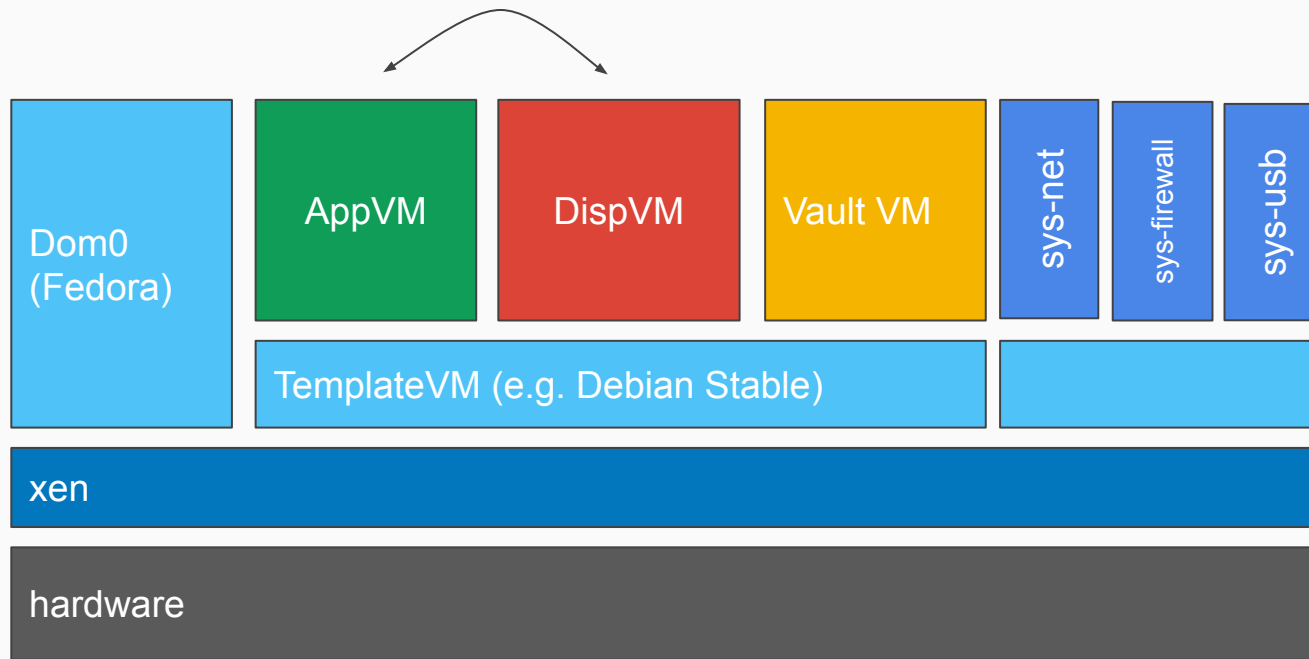 Dom0
(Fedora)
AppVM
DispVM
Vault VM
sys-net
sys-firewall
sys-usb
TemplateVM (e.g. Debian Stable)
xen
hardware